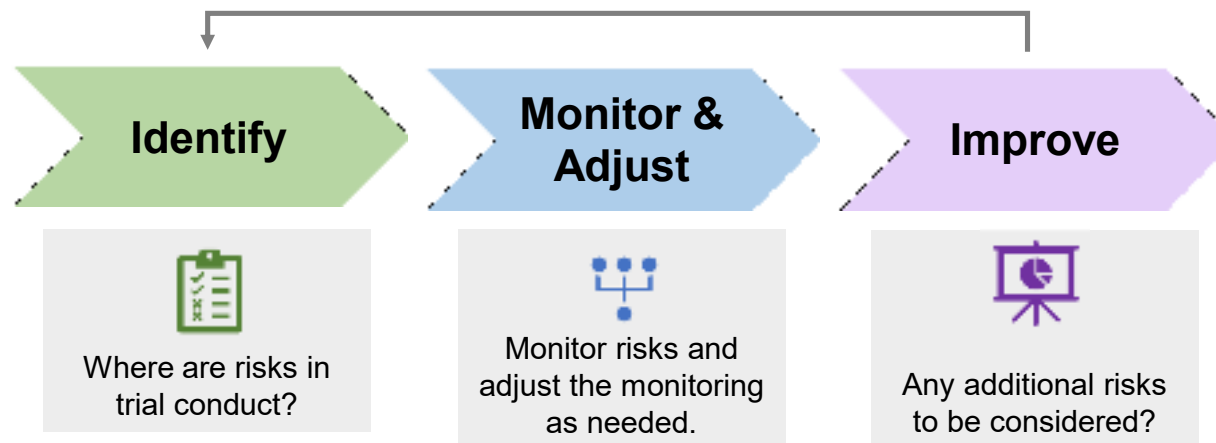 Identify
Monitor &
Adjust
Improve
Where are risks in
trial conduct?
Monitor risks and
adjust the monitoring
as needed.
Any additional risks
to be considered?